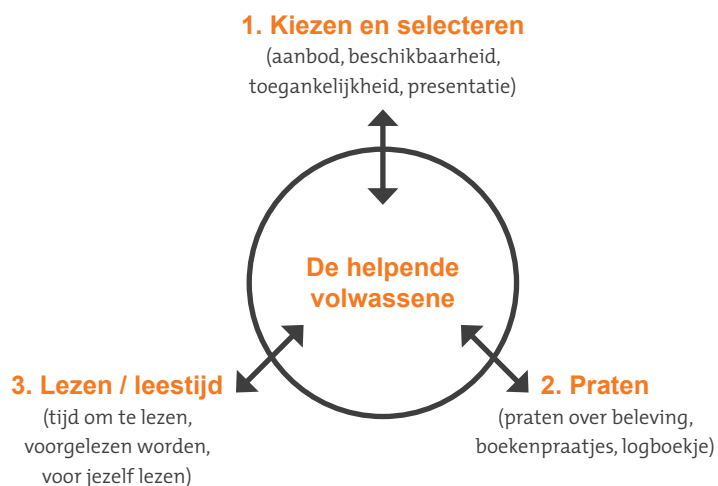 1. Kiezen en selecteren
(aanbod, beschikbaarheid,
toegankelijkheid, presentatie)
De helpende
volwassene
3. Lezen / leestijd
(tijd om te lezen,
voorgelezen worden,
voor jezelf lezen)
2. Praten
(praten over beleving,
boekenpraatjes, logboekje)